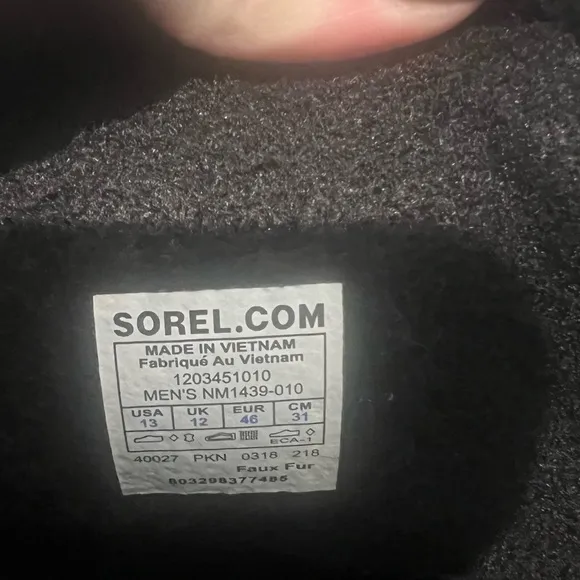 SOREL.COM
MADE IN VIETNAM
Fabriqué Au Vietnam
1203451010
MEN'S NM1439-010
USA UK EUR CM
13 12 46 31
ECA-1
40027 PKN 0318 218
Faux Fur
803298377485